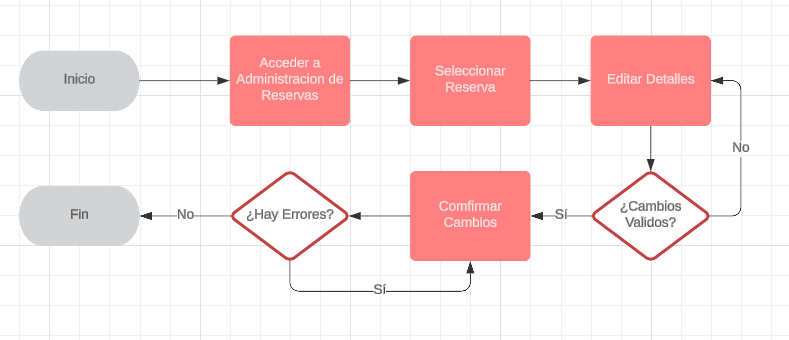 Inicio
Acceder a
Administracion de
Reservas
Seleccionar
Reserva
Editar Detalles
No
¿Cambios
Validos?
Sí
Comfirmar
Cambios
¿Hay Errores?
No
Fin
Sí